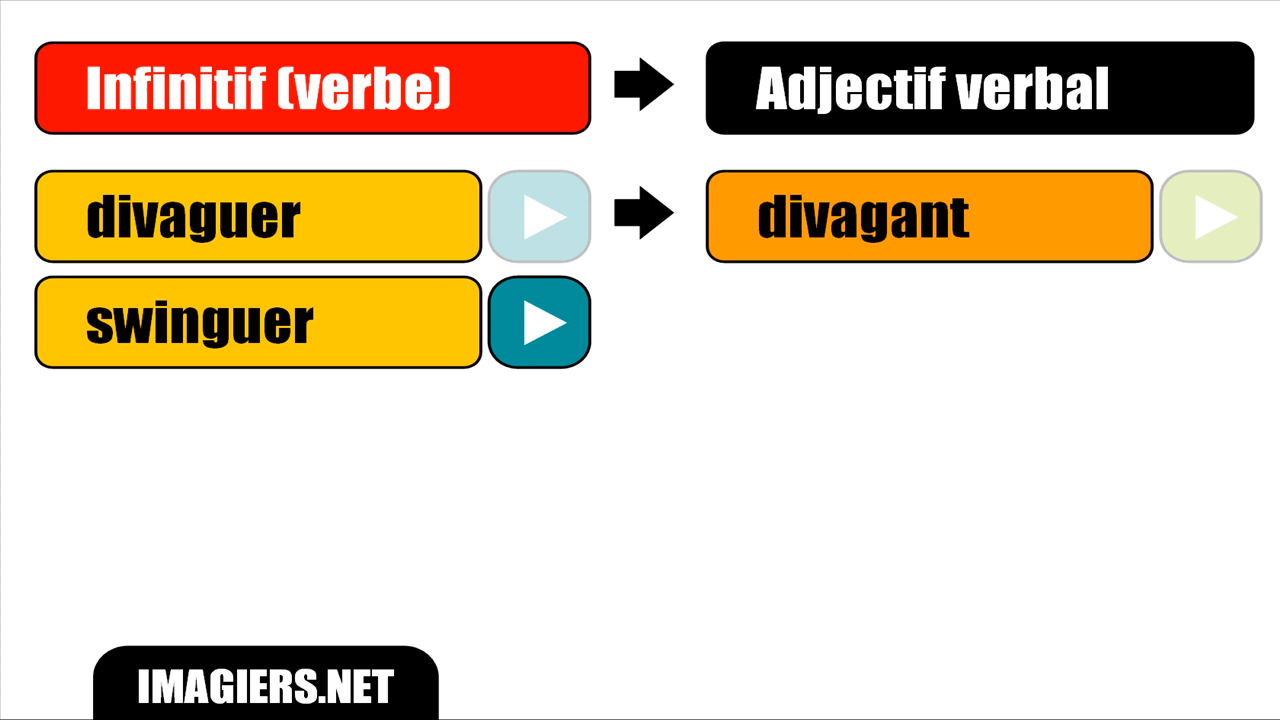 Infinitif (verbe)
Adjectif verbal
divaguer
divagant
swinguer
IMAGIERS.NET